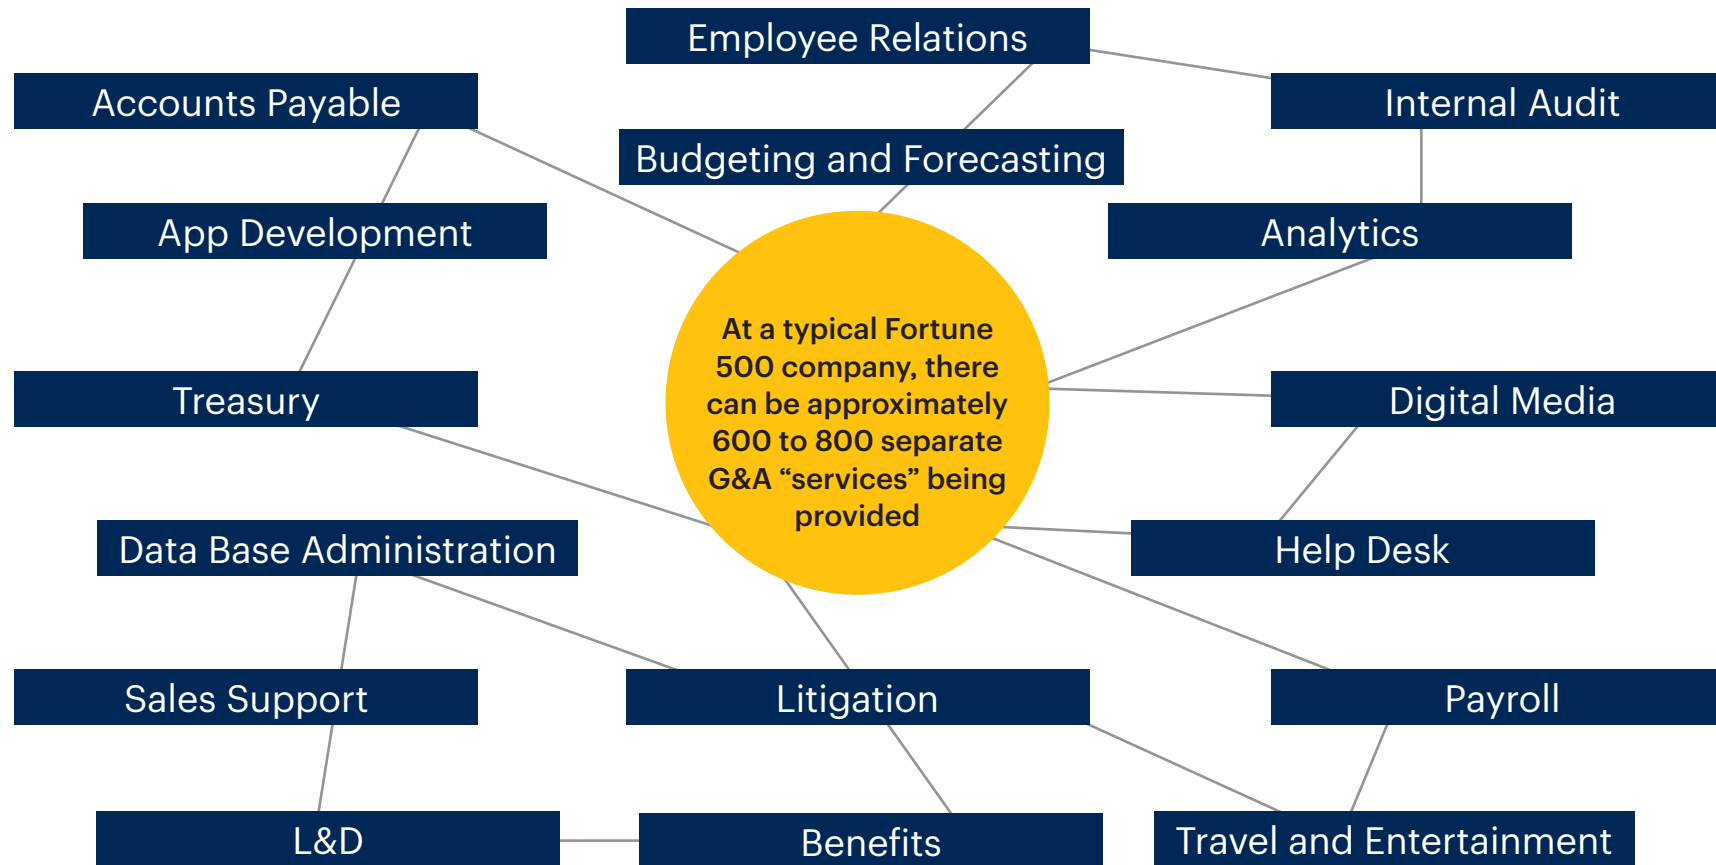 Employee Relations
Accounts Payable
Internal Audit
Budgeting and Forecasting
App Development
Analytics
At a typical Fortune
500 company, there
can be approximately
600 to 800 separate
G&A “services” being
provided
Treasury
Digital Media
Data Base Administration
Help Desk
Sales Support
Litigation
Payroll
L&D
Benefits
Travel and Entertainment